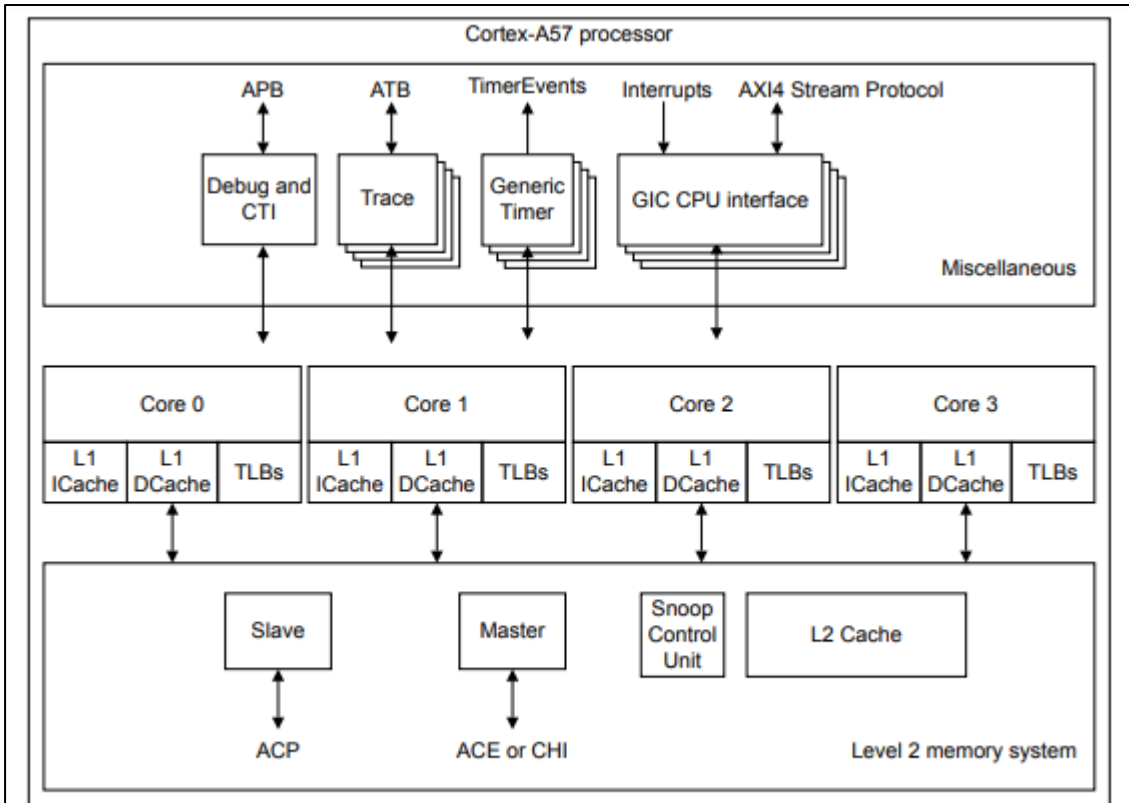 Cortex-A57 processor
APB
ATB
TimerEvents
Interrupts
AXI4 Stream Protocol
Debug and
CTI
Trace
Generic
Timer
GIC CPU interface
Miscellaneous
Core 0
Core 1
Core 2
Core 3
L1
ICache
L1
DCache
TLBs
L1
ICache
L1
DCache
TLBs
L1
ICache
L1
DCache
TLBs
L1
ICache
L1
DCache
TLBs
Slave
Master
Snoop
Control
Unit
L2 Cache
ACP
ACE or CHI
Level 2 memory system